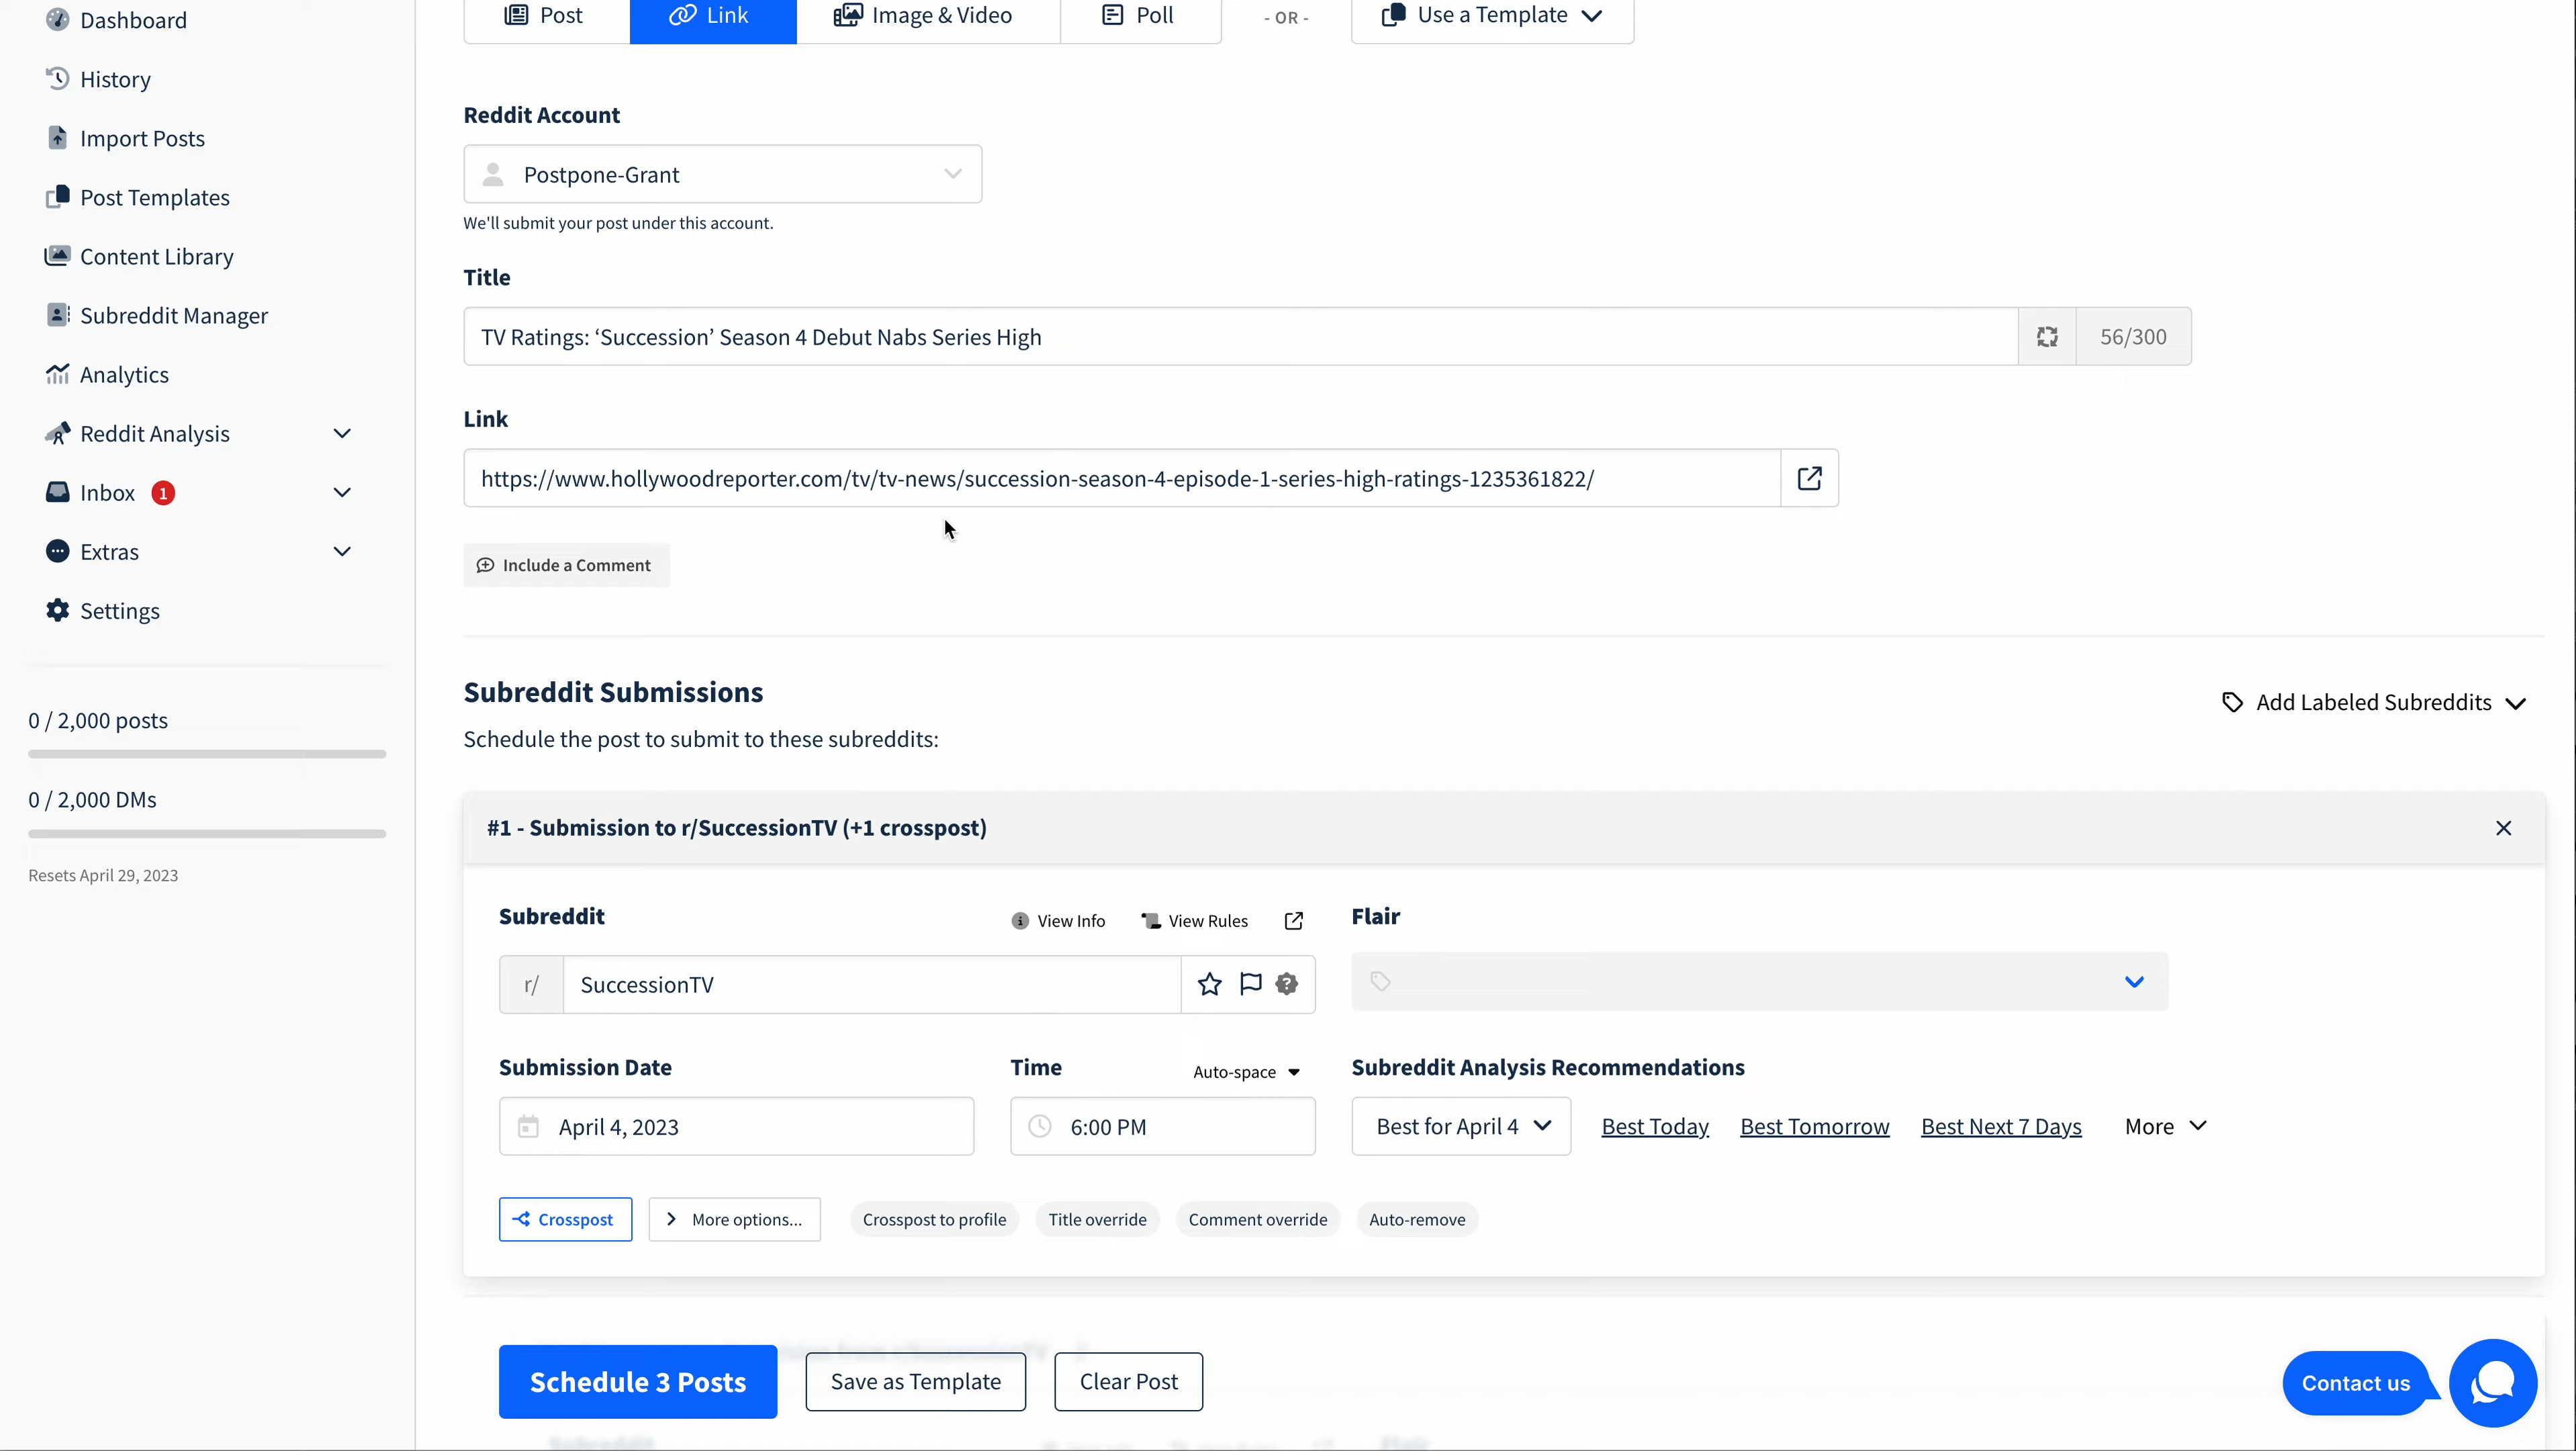 Dashboard
History
Import Posts
Post Templates
Content Library
Subreddit Manager
Analytics
Reddit Analysis
Inbox 1
Extras
Settings
0 / 2,000 posts
0 / 2,000 DMs
Resets April 29, 2023
Post Link Image & Video Poll - OR - Use a Template
Reddit Account
Postpone-Grant
We'll submit your post under this account.
Title
TV Ratings: ‘Succession’ Season 4 Debut Nabs Series High 56/300
Link
https://www.hollywoodreporter.com/tv/tv-news/succession-season-4-episode-1-series-high-ratings-1235361822/
Include a Comment
Subreddit Submissions
Add Labeled Subreddits
Schedule the post to submit to these subreddits:
#1 - Submission to r/SuccessionTV (+1 crosspost)
Subreddit View Info View Rules Flair
r/ SuccessionTV
Submission Date Time Auto-space Subreddit Analysis Recommendations
April 4, 2023 6:00 PM Best for April 4 Best Today Best Tomorrow Best Next 7 Days More
Crosspost More options... Crosspost to profile Title override Comment override Auto-remove
Schedule 3 Posts Save as Template Clear Post
Contact us